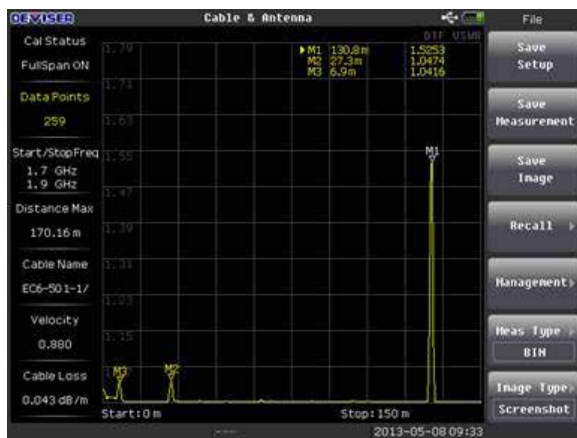 DEVISER Cable & Antenna File
Cal Status
FullSpan ON
Data Points
259
Start/Stop Freq
1.7 GHz
1.9 GHz
Distance Max
170.16 m
Cable Name
EC6-50 1-1/
Velocity
0.880
Cable Loss
0.043 dB/m
DTF VSWR
M1 130.8m 1.5253
M2 27.3m 1.0474
M3 6.9m 1.0416
1.79
1.71
1.63
1.55
1.47
1.39
1.31
1.23
1.15
M1
M3 M2
Start: 0 m Stop: 150 m
2013-05-08 09:33
Save
Setup
Save
Measurement
Save
Image
Recall
Management
Meas Type
BIN
Image Type
Screenshot